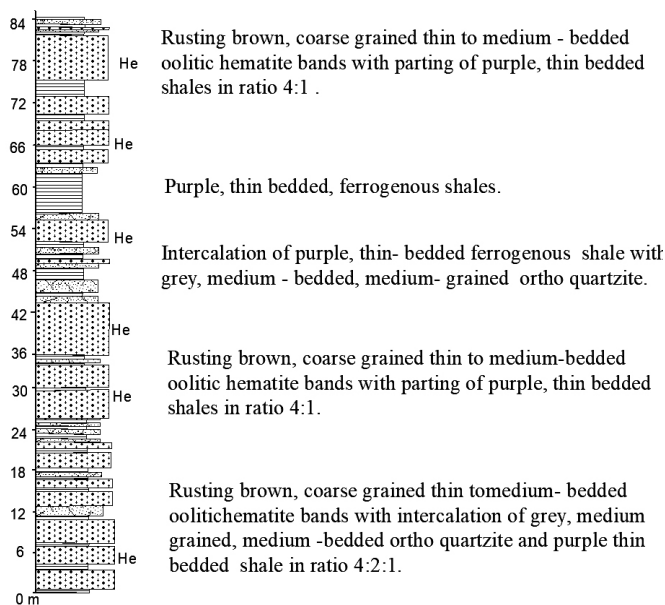 84
Rusting brown, coarse grained thin to medium - bedded
78
He
oolitic hematite bands with parting of purple, thin bedded
shales in ratio 4:1 .
72
66
He
60
Purple, thin bedded, ferrogenous shales.
54
He
Intercalation of purple, thin- bedded ferrogenous shale with
48
grey, medium - bedded, medium- grained ortho quartzite.
42
He
36
Rusting brown, coarse grained thin to medium-bedded
oolitic hematite bands with parting of purple, thin bedded
30
He
shales in ratio 4:1.
24
18
Rusting brown, coarse grained thin tomedium- bedded
12
oolitichematite bands with intercalation of grey, medium
grained, medium -bedded ortho quartzite and purple thin
6
He
bedded shale in ratio 4:2:1.
0 m